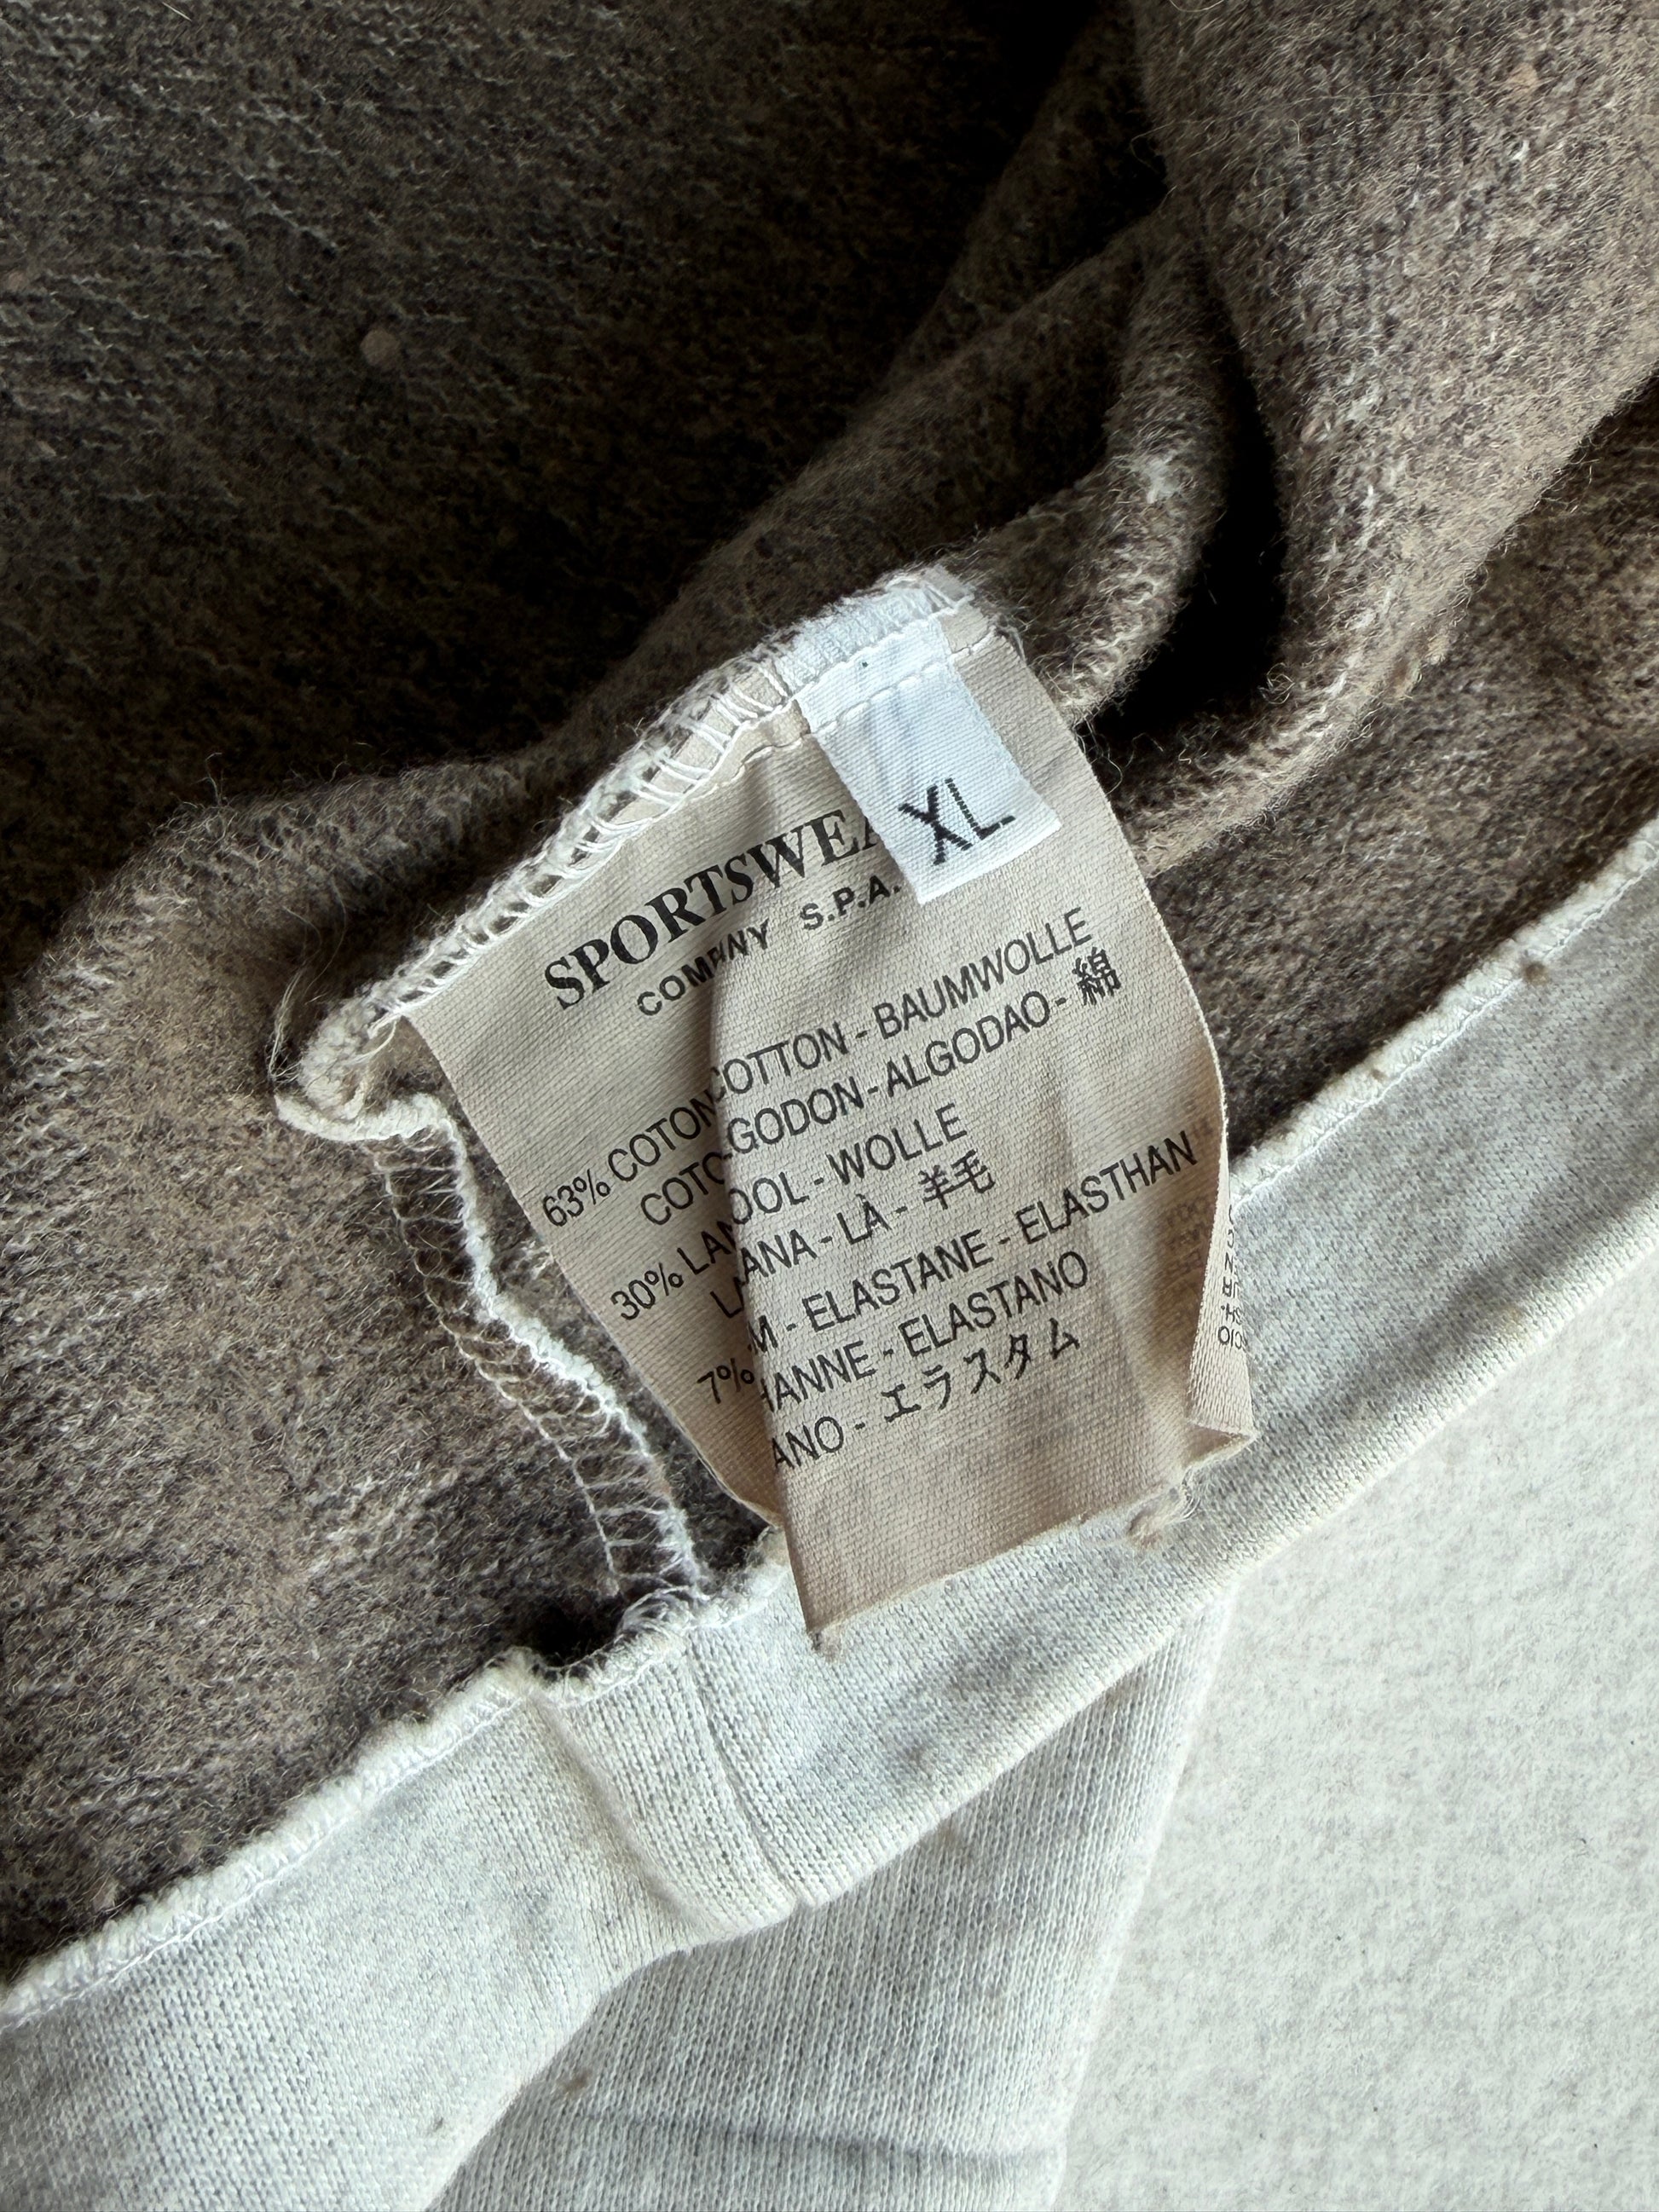 XL
SPORTSWEA
COMPANY S.P.A.
63% COTON COTTON - BAUMWOLLE
COTO GODON - ALGODAO - 綿
30% LAN OOL - WOLLE
LANA - LÀ - 羊毛
7% M - ELASTANE - ELASTHAN
HANNE - ELASTANO
ANO - エラスタム